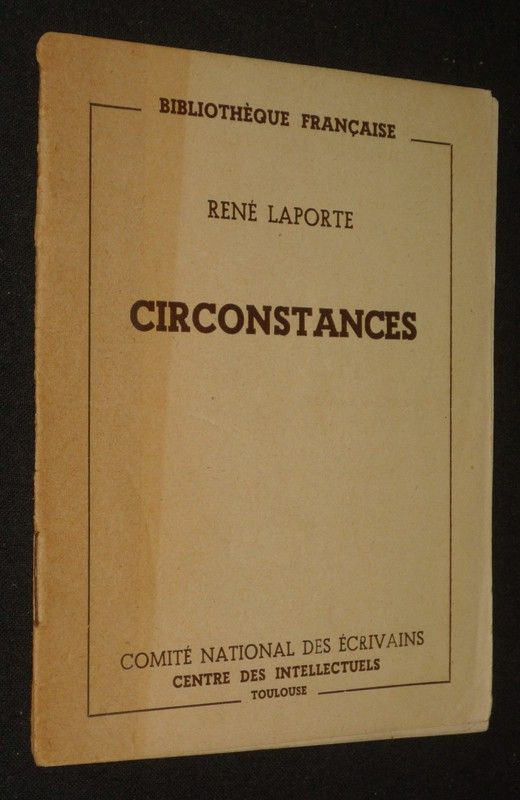 BIBLIOTHÈQUE FRANÇAISE
RENÉ LAPORTE
CIRCONSTANCES
COMITÉ NATIONAL DES ÉCRIVAINS
CENTRE DES INTELLECTUELS
TOULOUSE